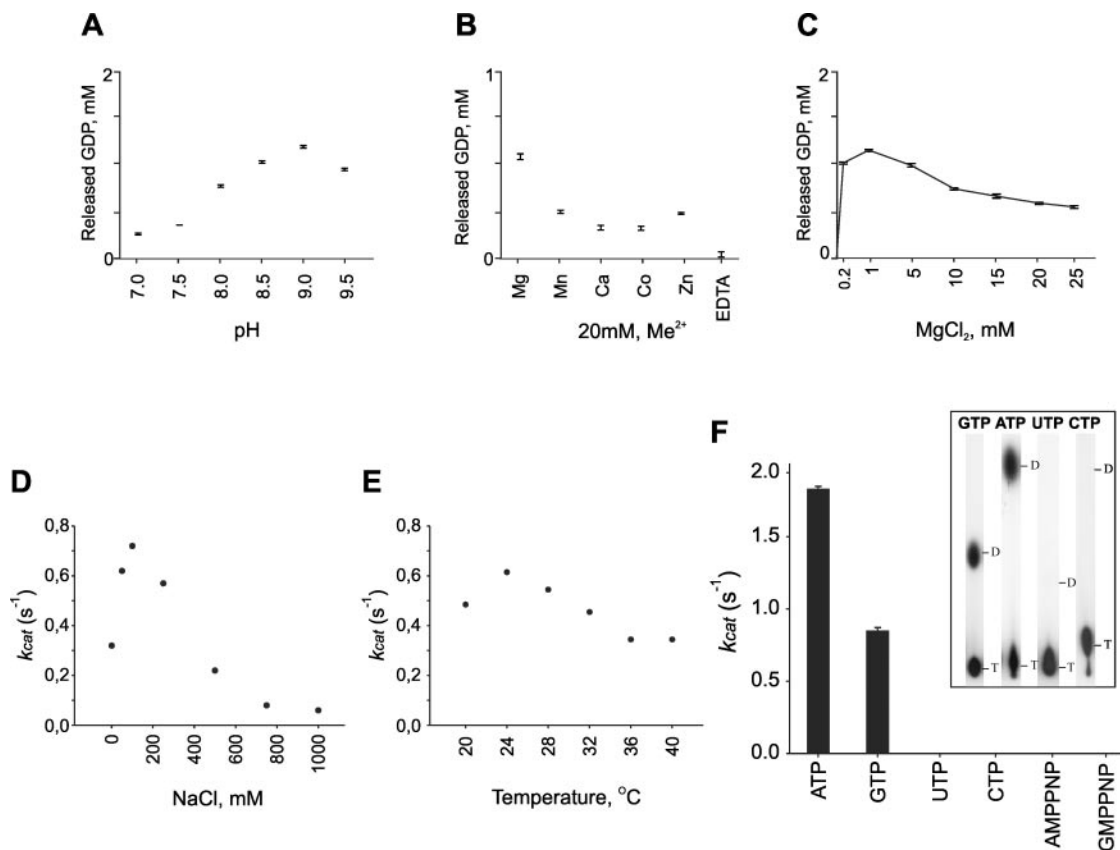 A
2
1
0
Released GDP, mM
7.0
7.5
8.0
8.5
9.0
9.5
pH
B
1
0
Released GDP, mM
Mg
Mn
Ca
Co
Zn
EDTA
20mM, Me²⁺
C
2
1
0
Released GDP, mM
0.2
1
5
10
15
20
25
MgCl₂, mM
D
0,8
0,6
0,4
0,2
0,0
kcat (s⁻¹)
0
200
400
600
800
1000
NaCl, mM
E
0,8
0,6
0,4
0,2
0,0
kcat (s⁻¹)
20
24
28
32
36
40
Temperature, °C
F
2.0
1.5
1.0
0.5
0.0
kcat (s⁻¹)
ATP
GTP
UTP
CTP
AMPPNP
GMPPNP
GTP ATP UTP CTP
D D
D
D
T T T T